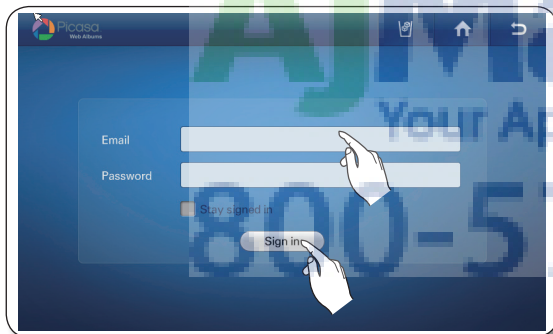 Picasa
Web Albums
Email
Password
Stay signed in
Sign in
Your Ap
800-5